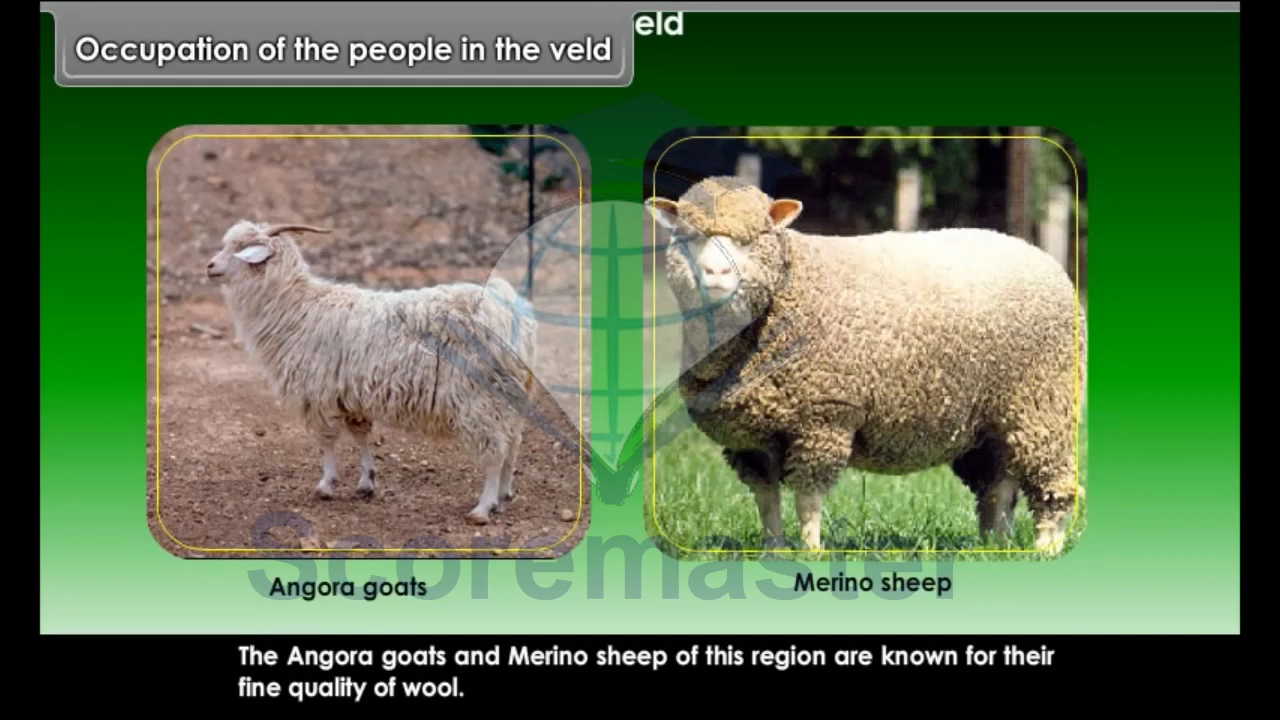 eld
Occupation of the people in the veld
Scoremaster
Angora goats
Merino sheep
The Angora goats and Merino sheep of this region are known for their
fine quality of wool.